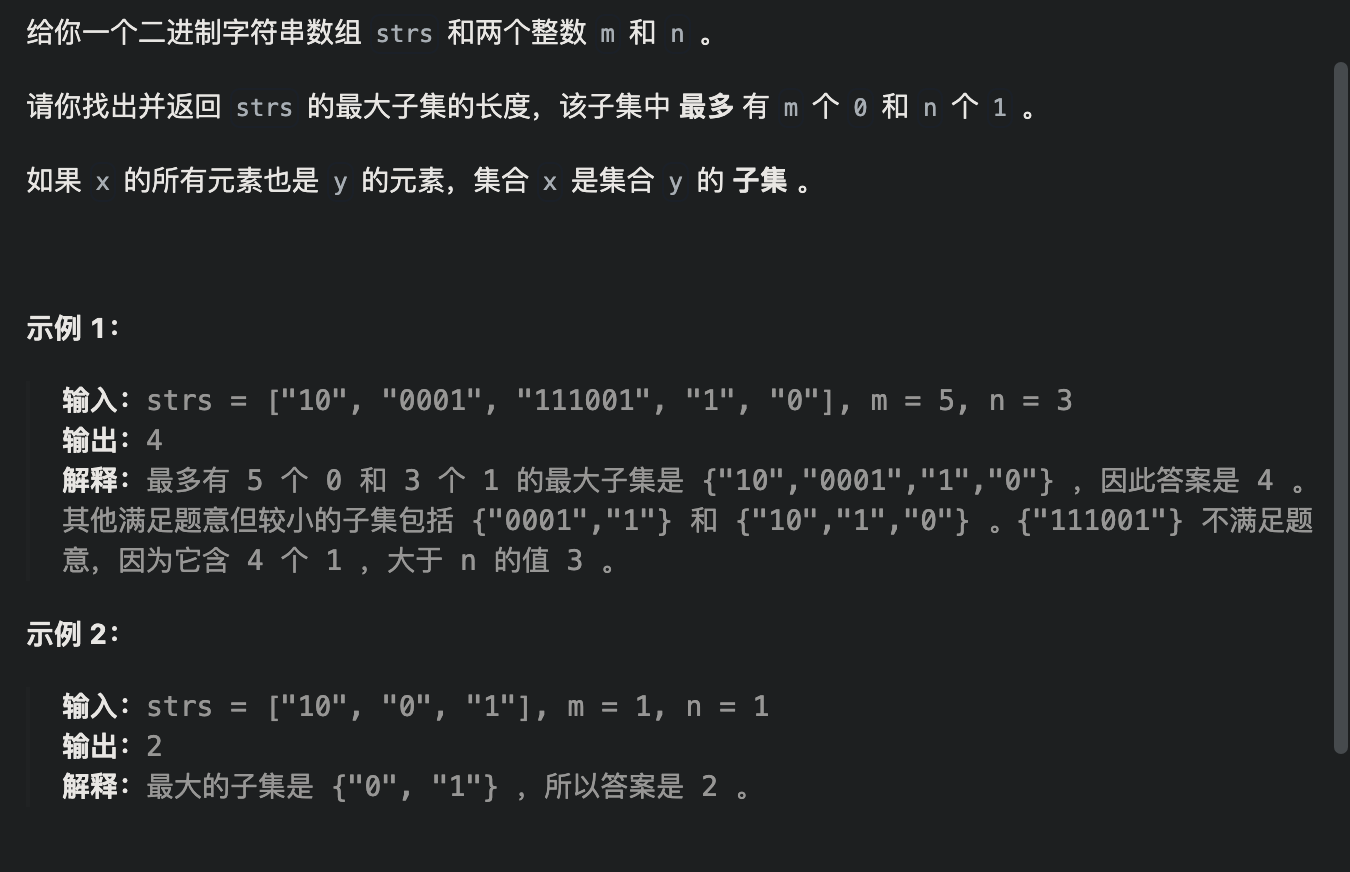 给你一个二进制字符串数组 strs 和两个整数 m 和 n 。
请你找出并返回 strs 的最大子集的长度，该子集中 最多 有 m 个 0 和 n 个 1 。
如果 x 的所有元素也是 y 的元素，集合 x 是集合 y 的 子集 。
示例 1：
输入：strs = ["10", "0001", "111001", "1", "0"], m = 5, n = 3
输出：4
解释：最多有 5 个 0 和 3 个 1 的最大子集是 {"10","0001","1","0"} ，因此答案是 4 。
其他满足题意但较小的子集包括 {"0001","1"} 和 {"10","1","0"} 。{"111001"} 不满足题
意，因为它含 4 个 1 ，大于 n 的值 3 。
示例 2：
输入：strs = ["10", "0", "1"], m = 1, n = 1
输出：2
解释：最大的子集是 {"0", "1"} ，所以答案是 2 。